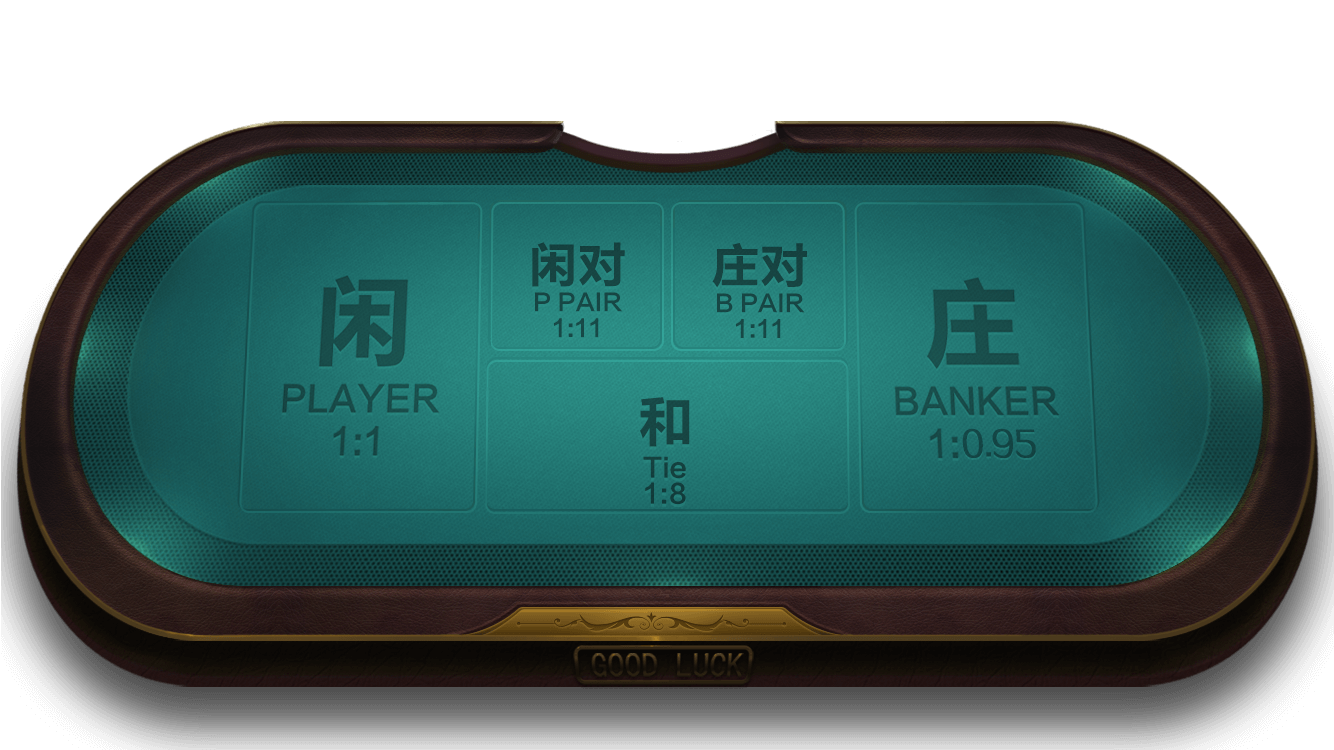 闲
PLAYER
1:1
闲对
P PAIR
1:11
庄对
B PAIR
1:11
和
Tie
1:8
庄
BANKER
1:0.95
GOOD LUCK